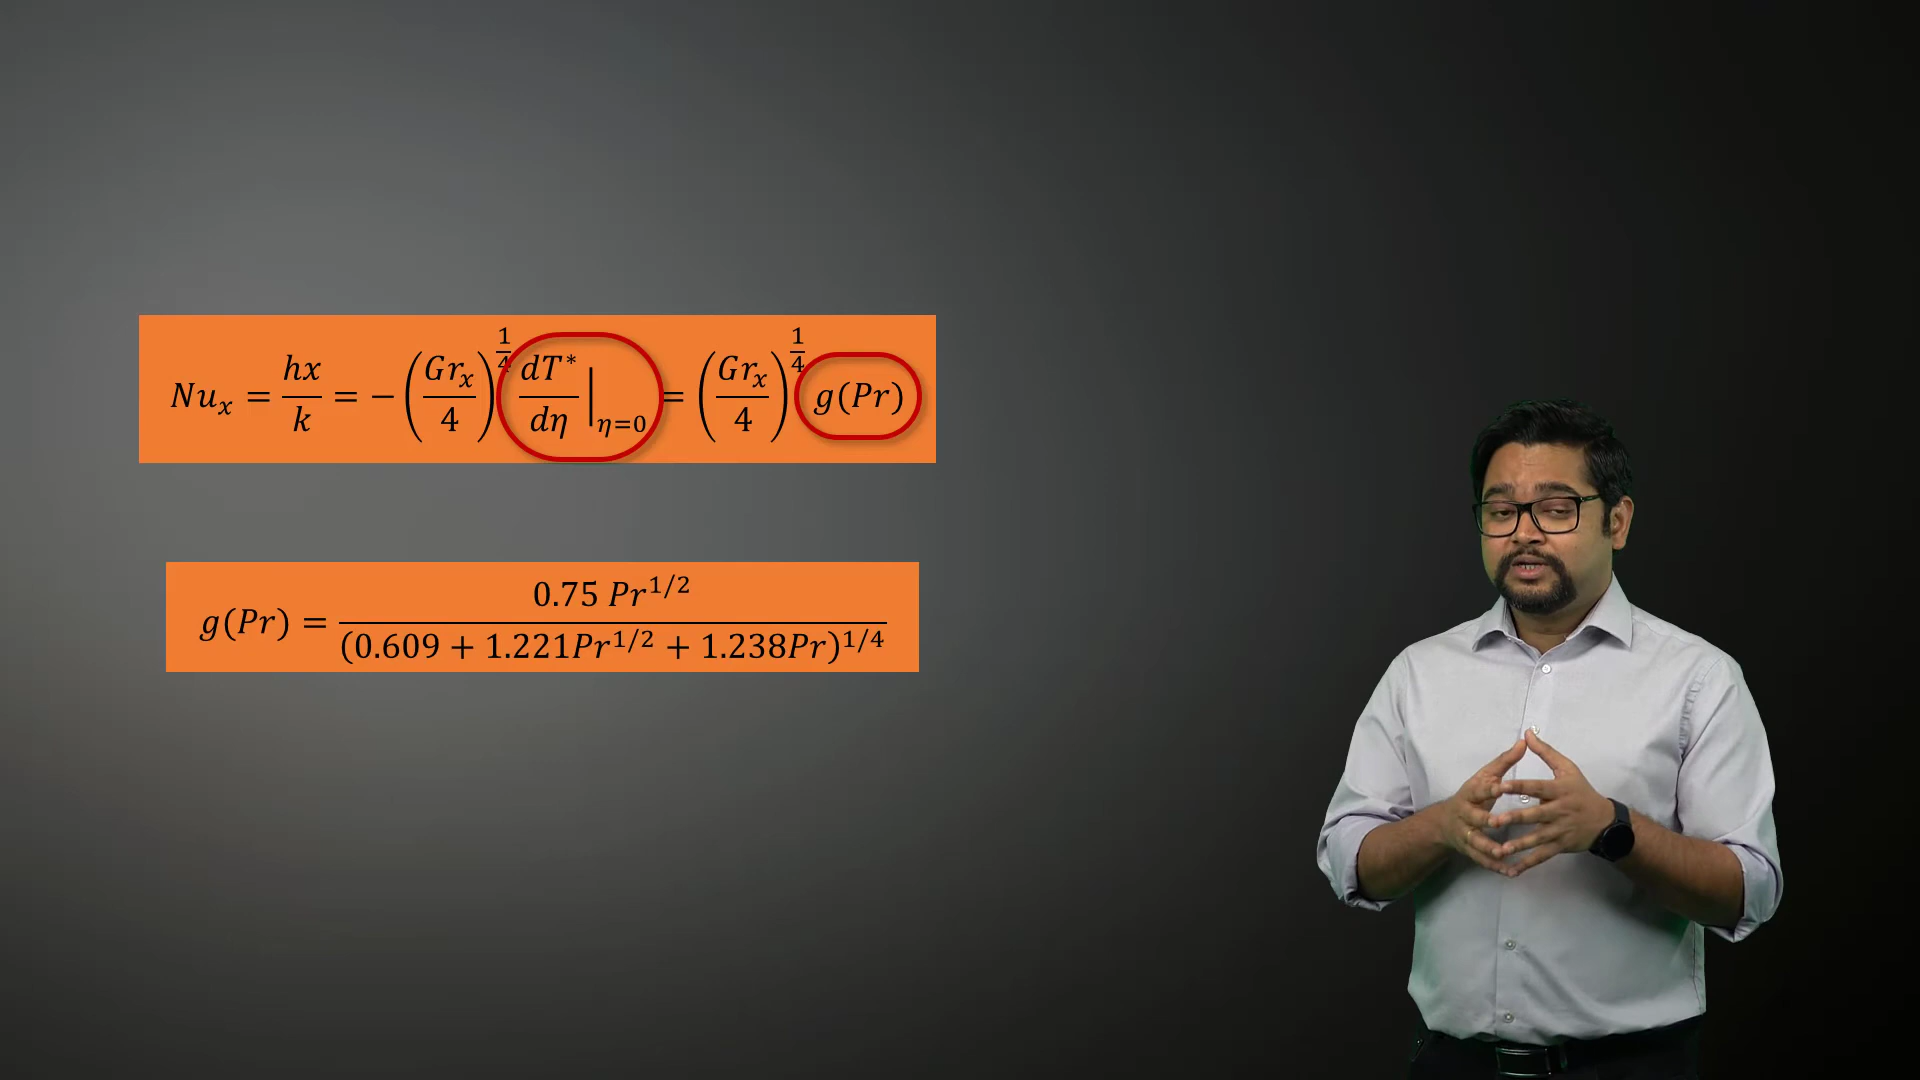 Nu_x = hx/k = −(Gr_x/4)^{1/4} dT*/dη|_{η=0} = (Gr_x/4)^{1/4} g(Pr)
g(Pr) = 0.75 Pr^{1/2} / (0.609 + 1.221Pr^{1/2} + 1.238Pr)^{1/4}